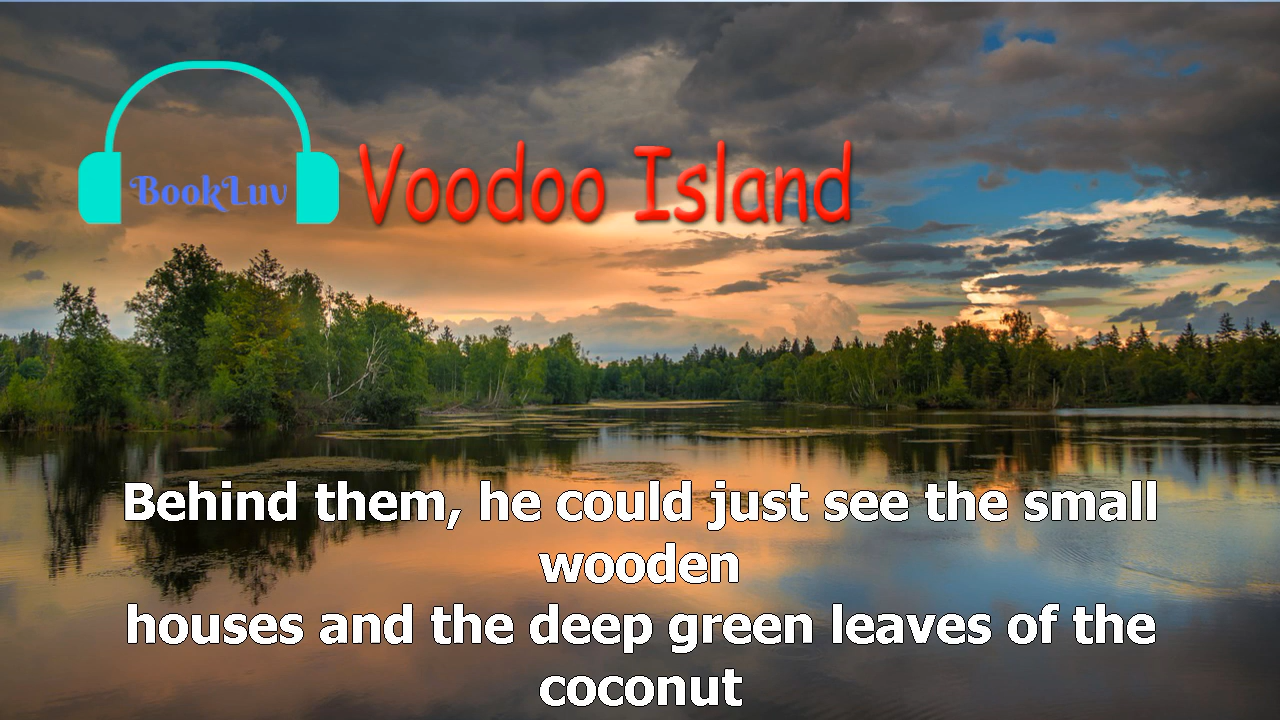 BookLuv
Voodoo Island
Behind them, he could just see the small
wooden
houses and the deep green leaves of the
coconut